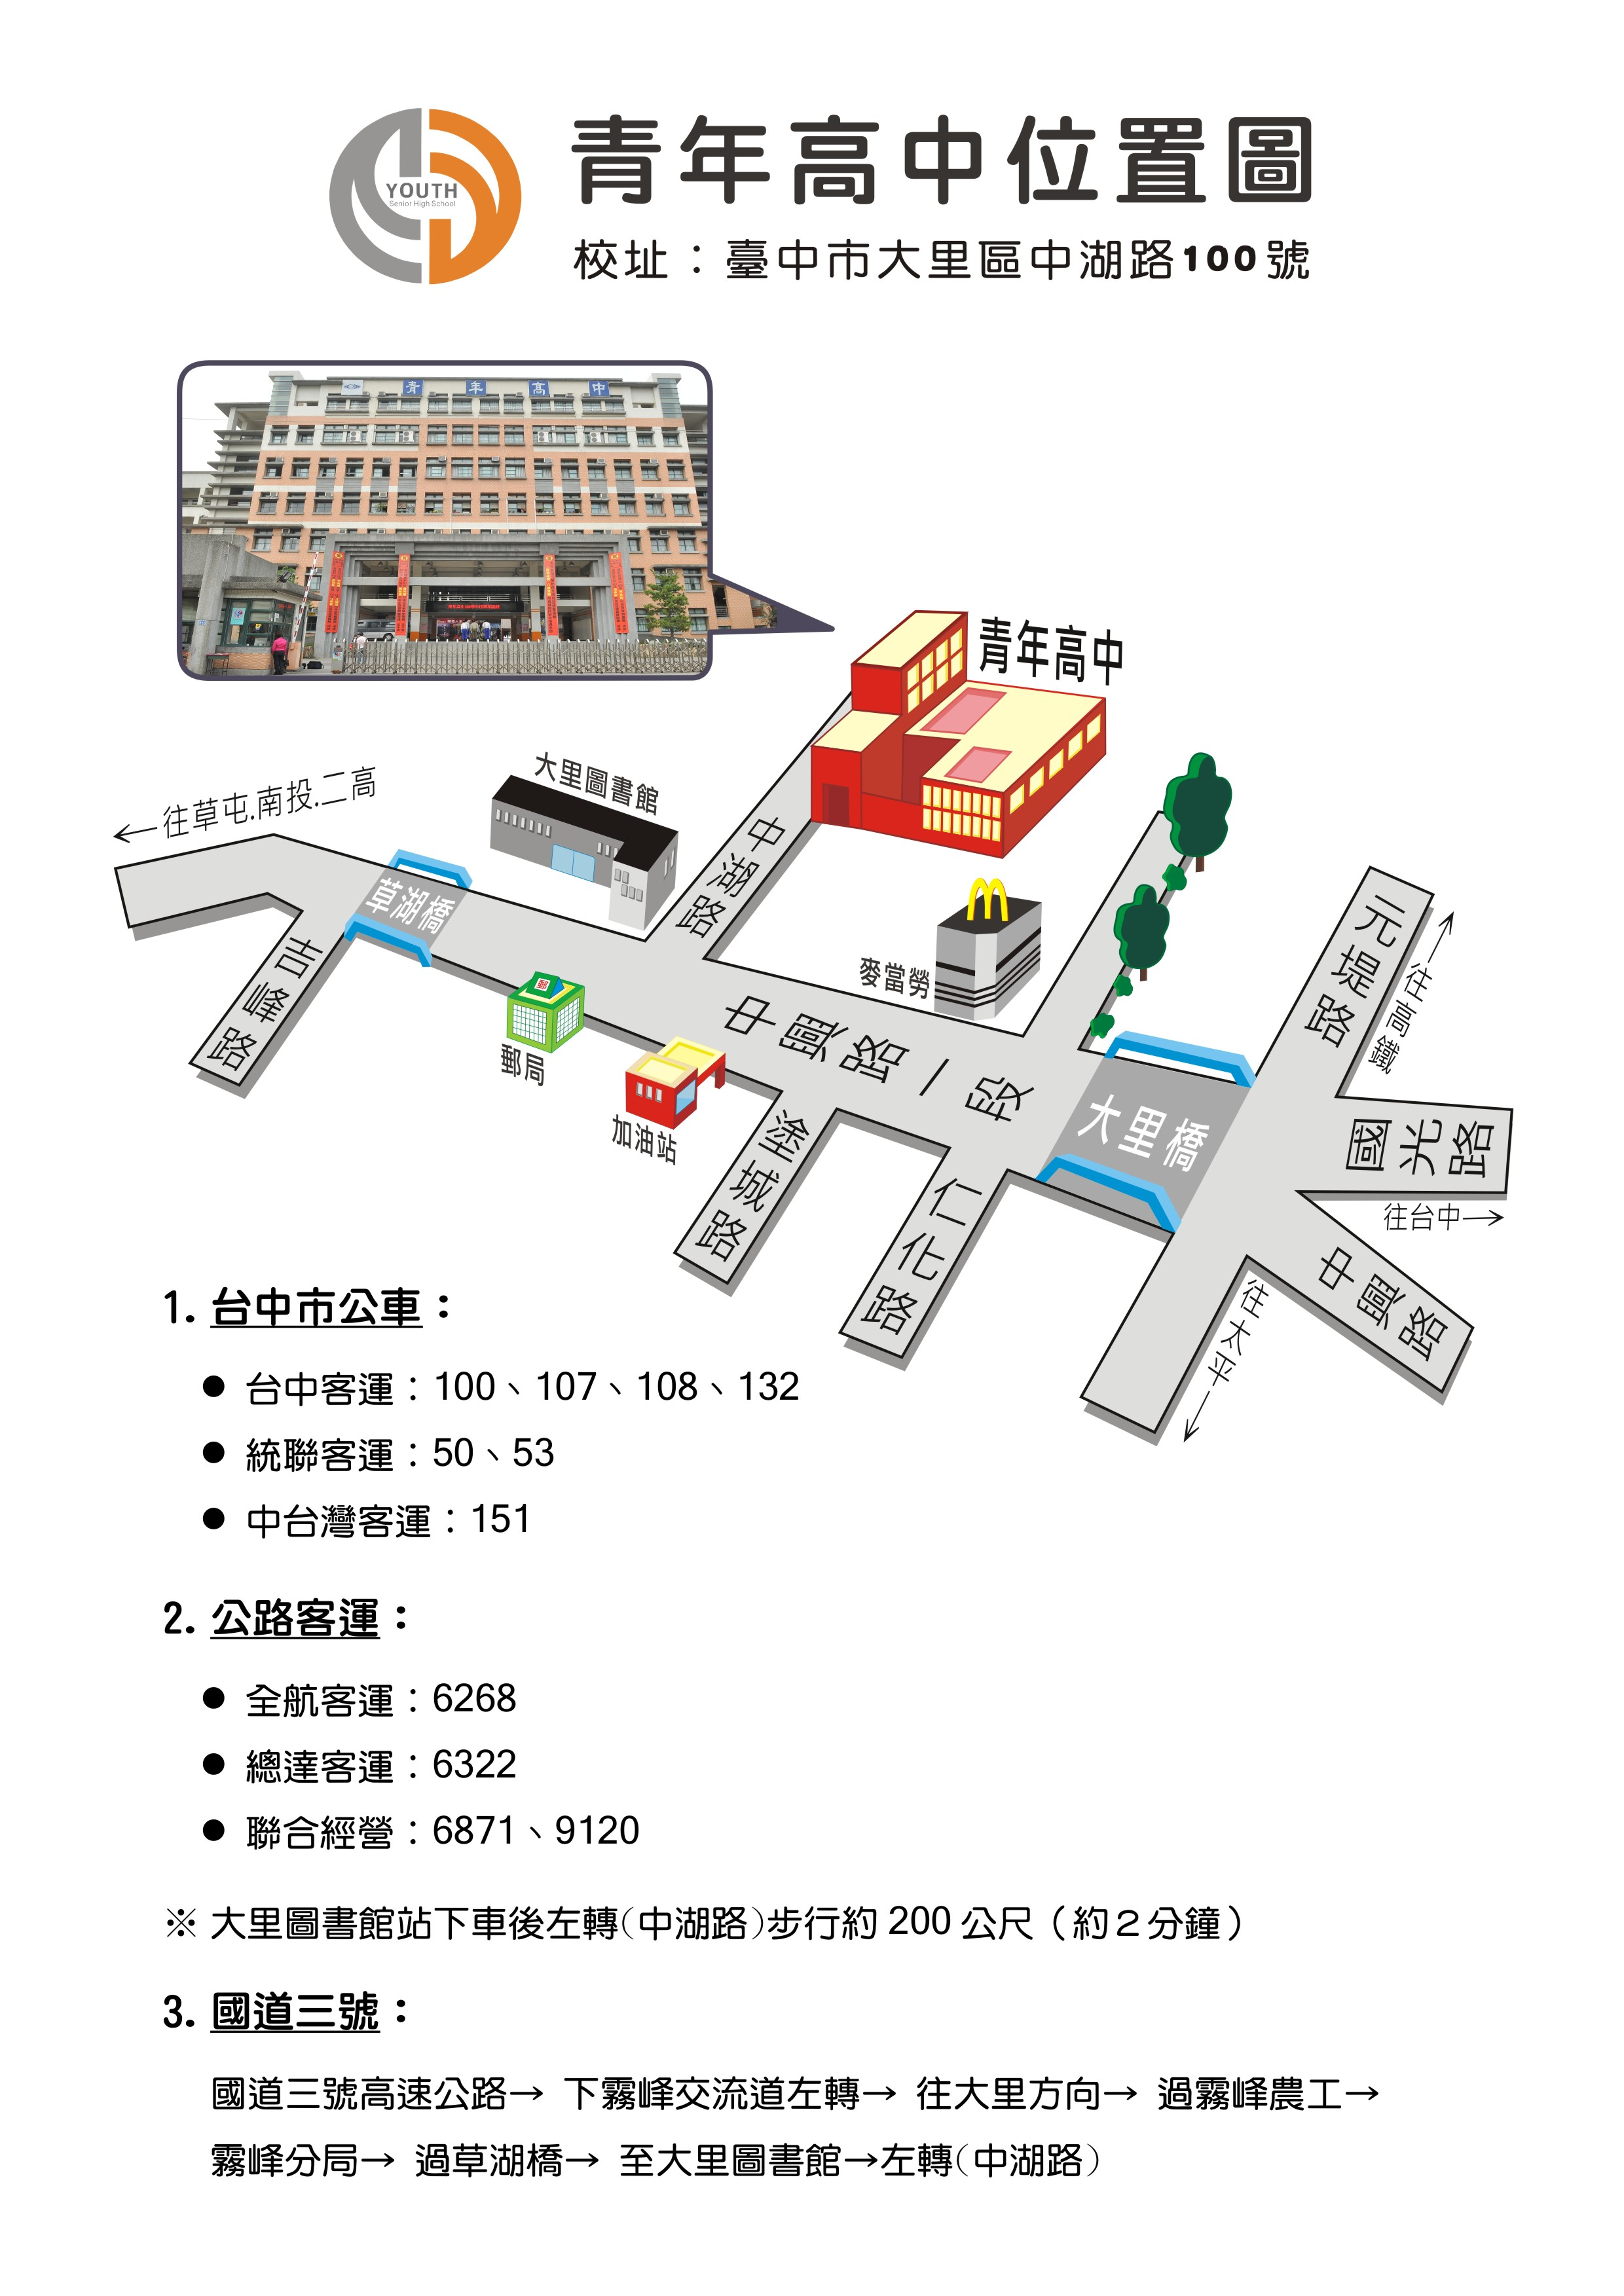 YOUTH
Senior High School
青年高中位置圖
校址：臺中市大里區中湖路100號
青年高中
青年高中
大里圖書館
←往草屯.南投.二高
中湖路
草湖橋
吉峰路
麥當勞
郵
郵局
加油站
中興路一段
塗城路
仁化路
大里橋
元堤路
往高鐵→
國光路
往台中→
中興路
往太平→
1. 台中市公車：
● 台中客運：100、107、108、132
● 統聯客運：50、53
● 中台灣客運：151
2. 公路客運：
● 全航客運：6268
● 總達客運：6322
● 聯合經營：6871、9120
※ 大里圖書館站下車後左轉(中湖路)步行約 200 公尺（約２分鐘）
3. 國道三號：
國道三號高速公路→ 下霧峰交流道左轉→ 往大里方向→ 過霧峰農工→
霧峰分局→ 過草湖橋→ 至大里圖書館→左轉(中湖路)